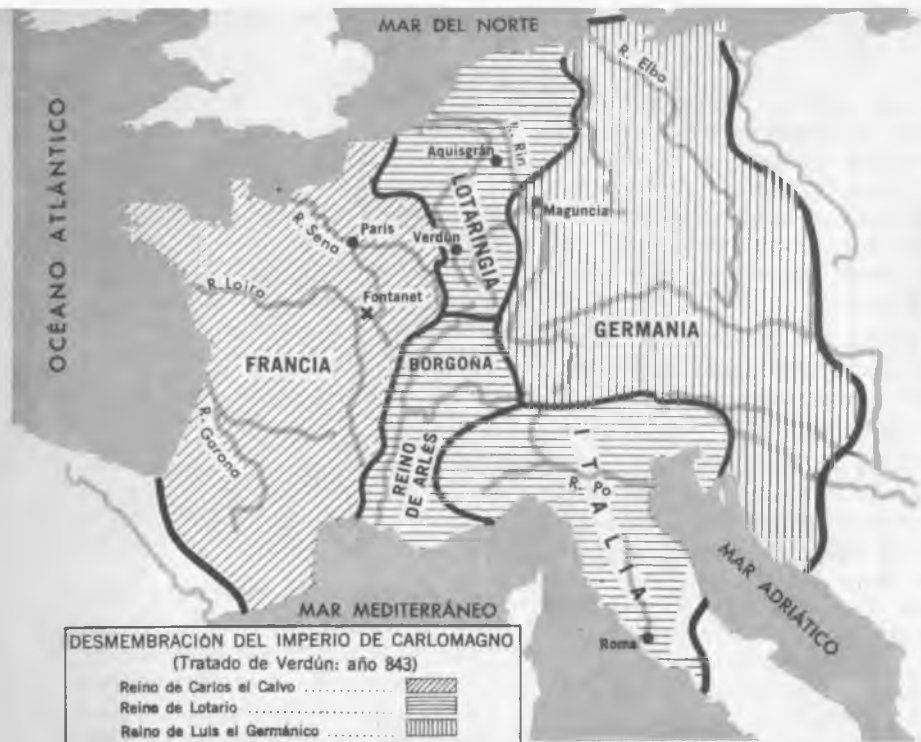 MAR DEL NORTE
R. Elbo
OCÉANO ATLÁNTICO
Aquisgrán
R. Rin
LOTARINGIA
Maguncia
R. Sena
París
Verdún
R. Loira
Fontanet
FRANCIA
BORGOÑA
GERMANIA
R. Garona
REINO
DE ARLÉS
ITALIA
R. Po
MAR ADRIÁTICO
MAR MEDITERRÁNEO
Roma
DESMEMBRACION DEL IMPERIO DE CARLOMAGNO
(Tratado de Verdún: año 843)
Reino de Carlos el Calvo ..............
Reino de Lotario ......................
Reino de Luis el Germánico ..........